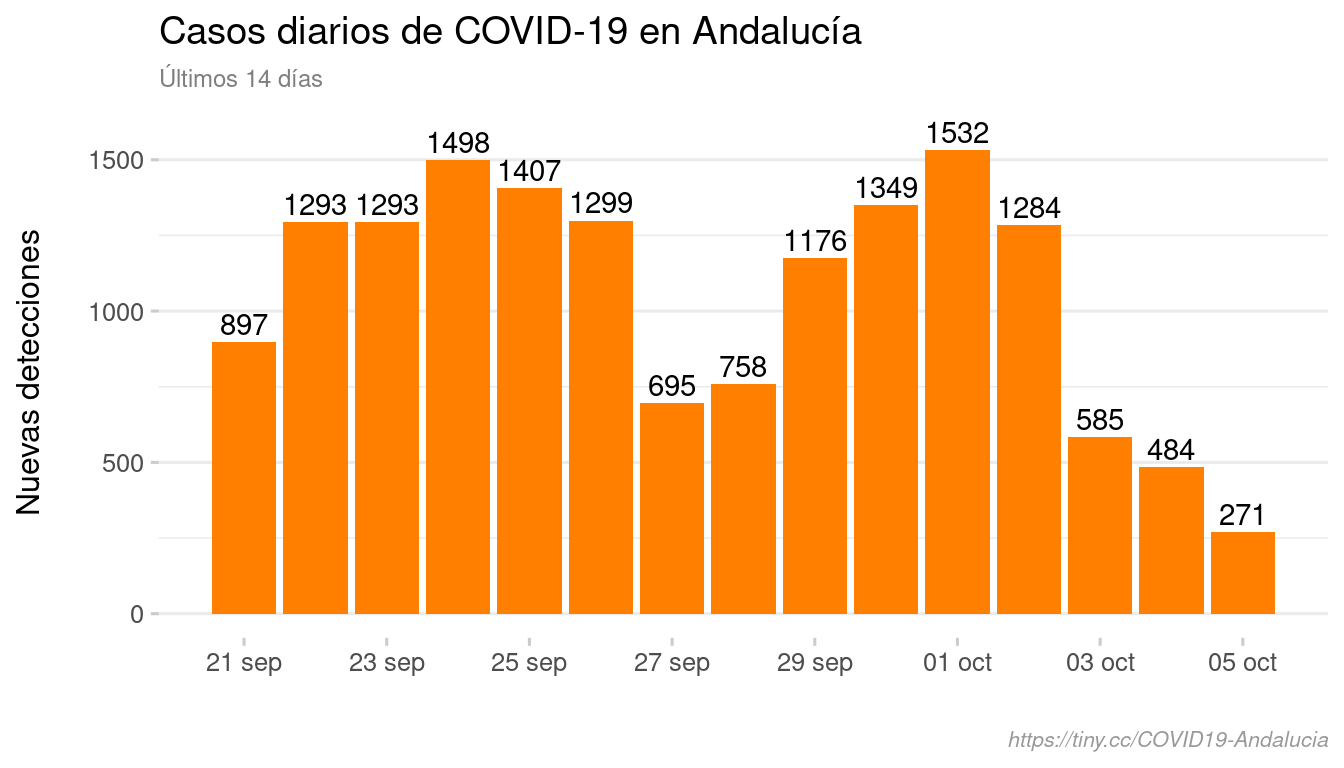 Casos diarios de COVID-19 en Andalucía
Últimos 14 días
Nuevas detecciones
1500
1000
500
0
897
1293
1293
1498
1407
1299
695
758
1176
1349
1532
1284
585
484
271
21 sep
23 sep
25 sep
27 sep
29 sep
01 oct
03 oct
05 oct
https://tiny.cc/COVID19-Andalucia